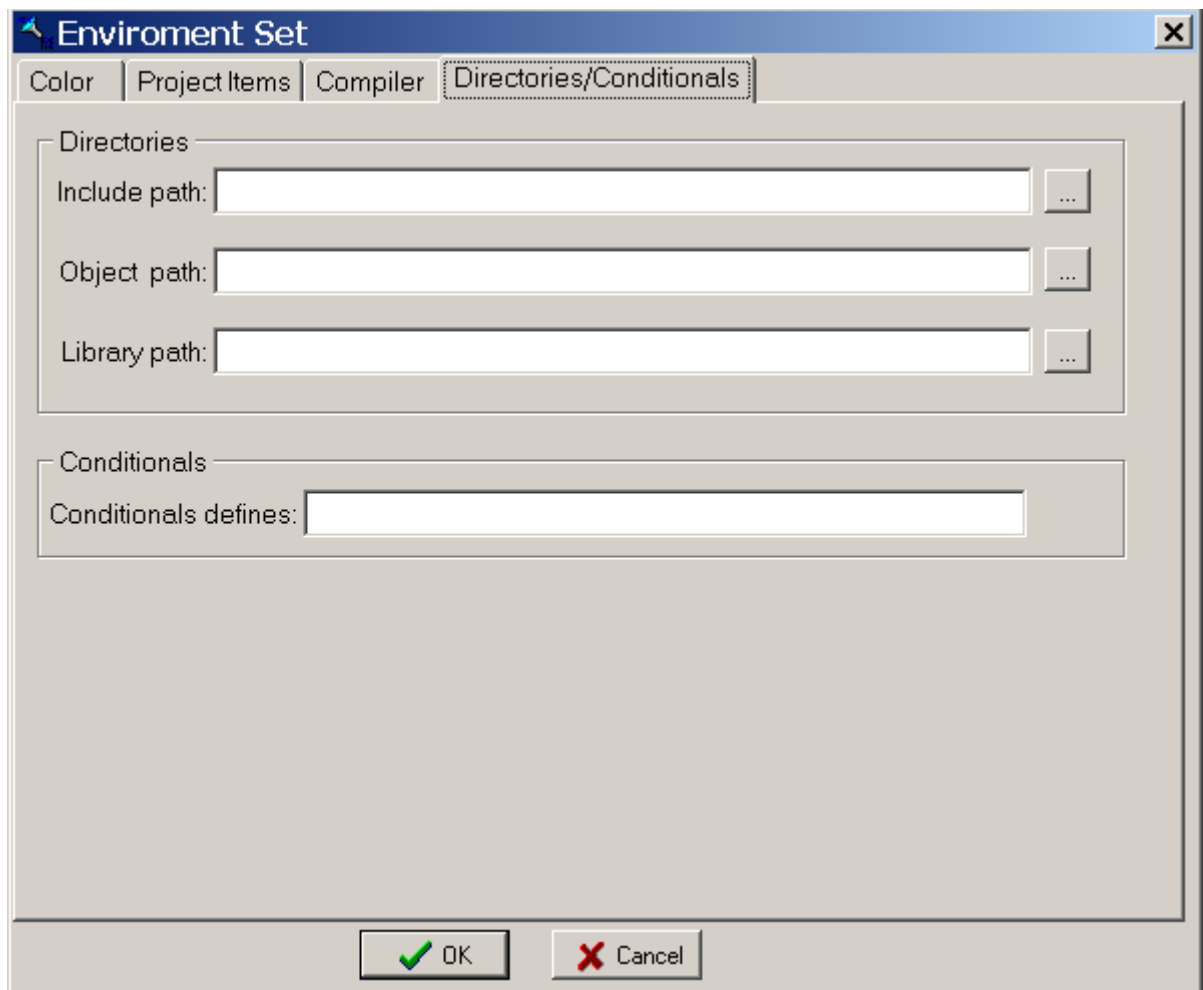 Enviroment Set
Color Project Items Compiler Directories/Conditionals
Directories
Include path: ...
Object path: ...
Library path: ...
Conditionals
Conditionals defines:
OK Cancel